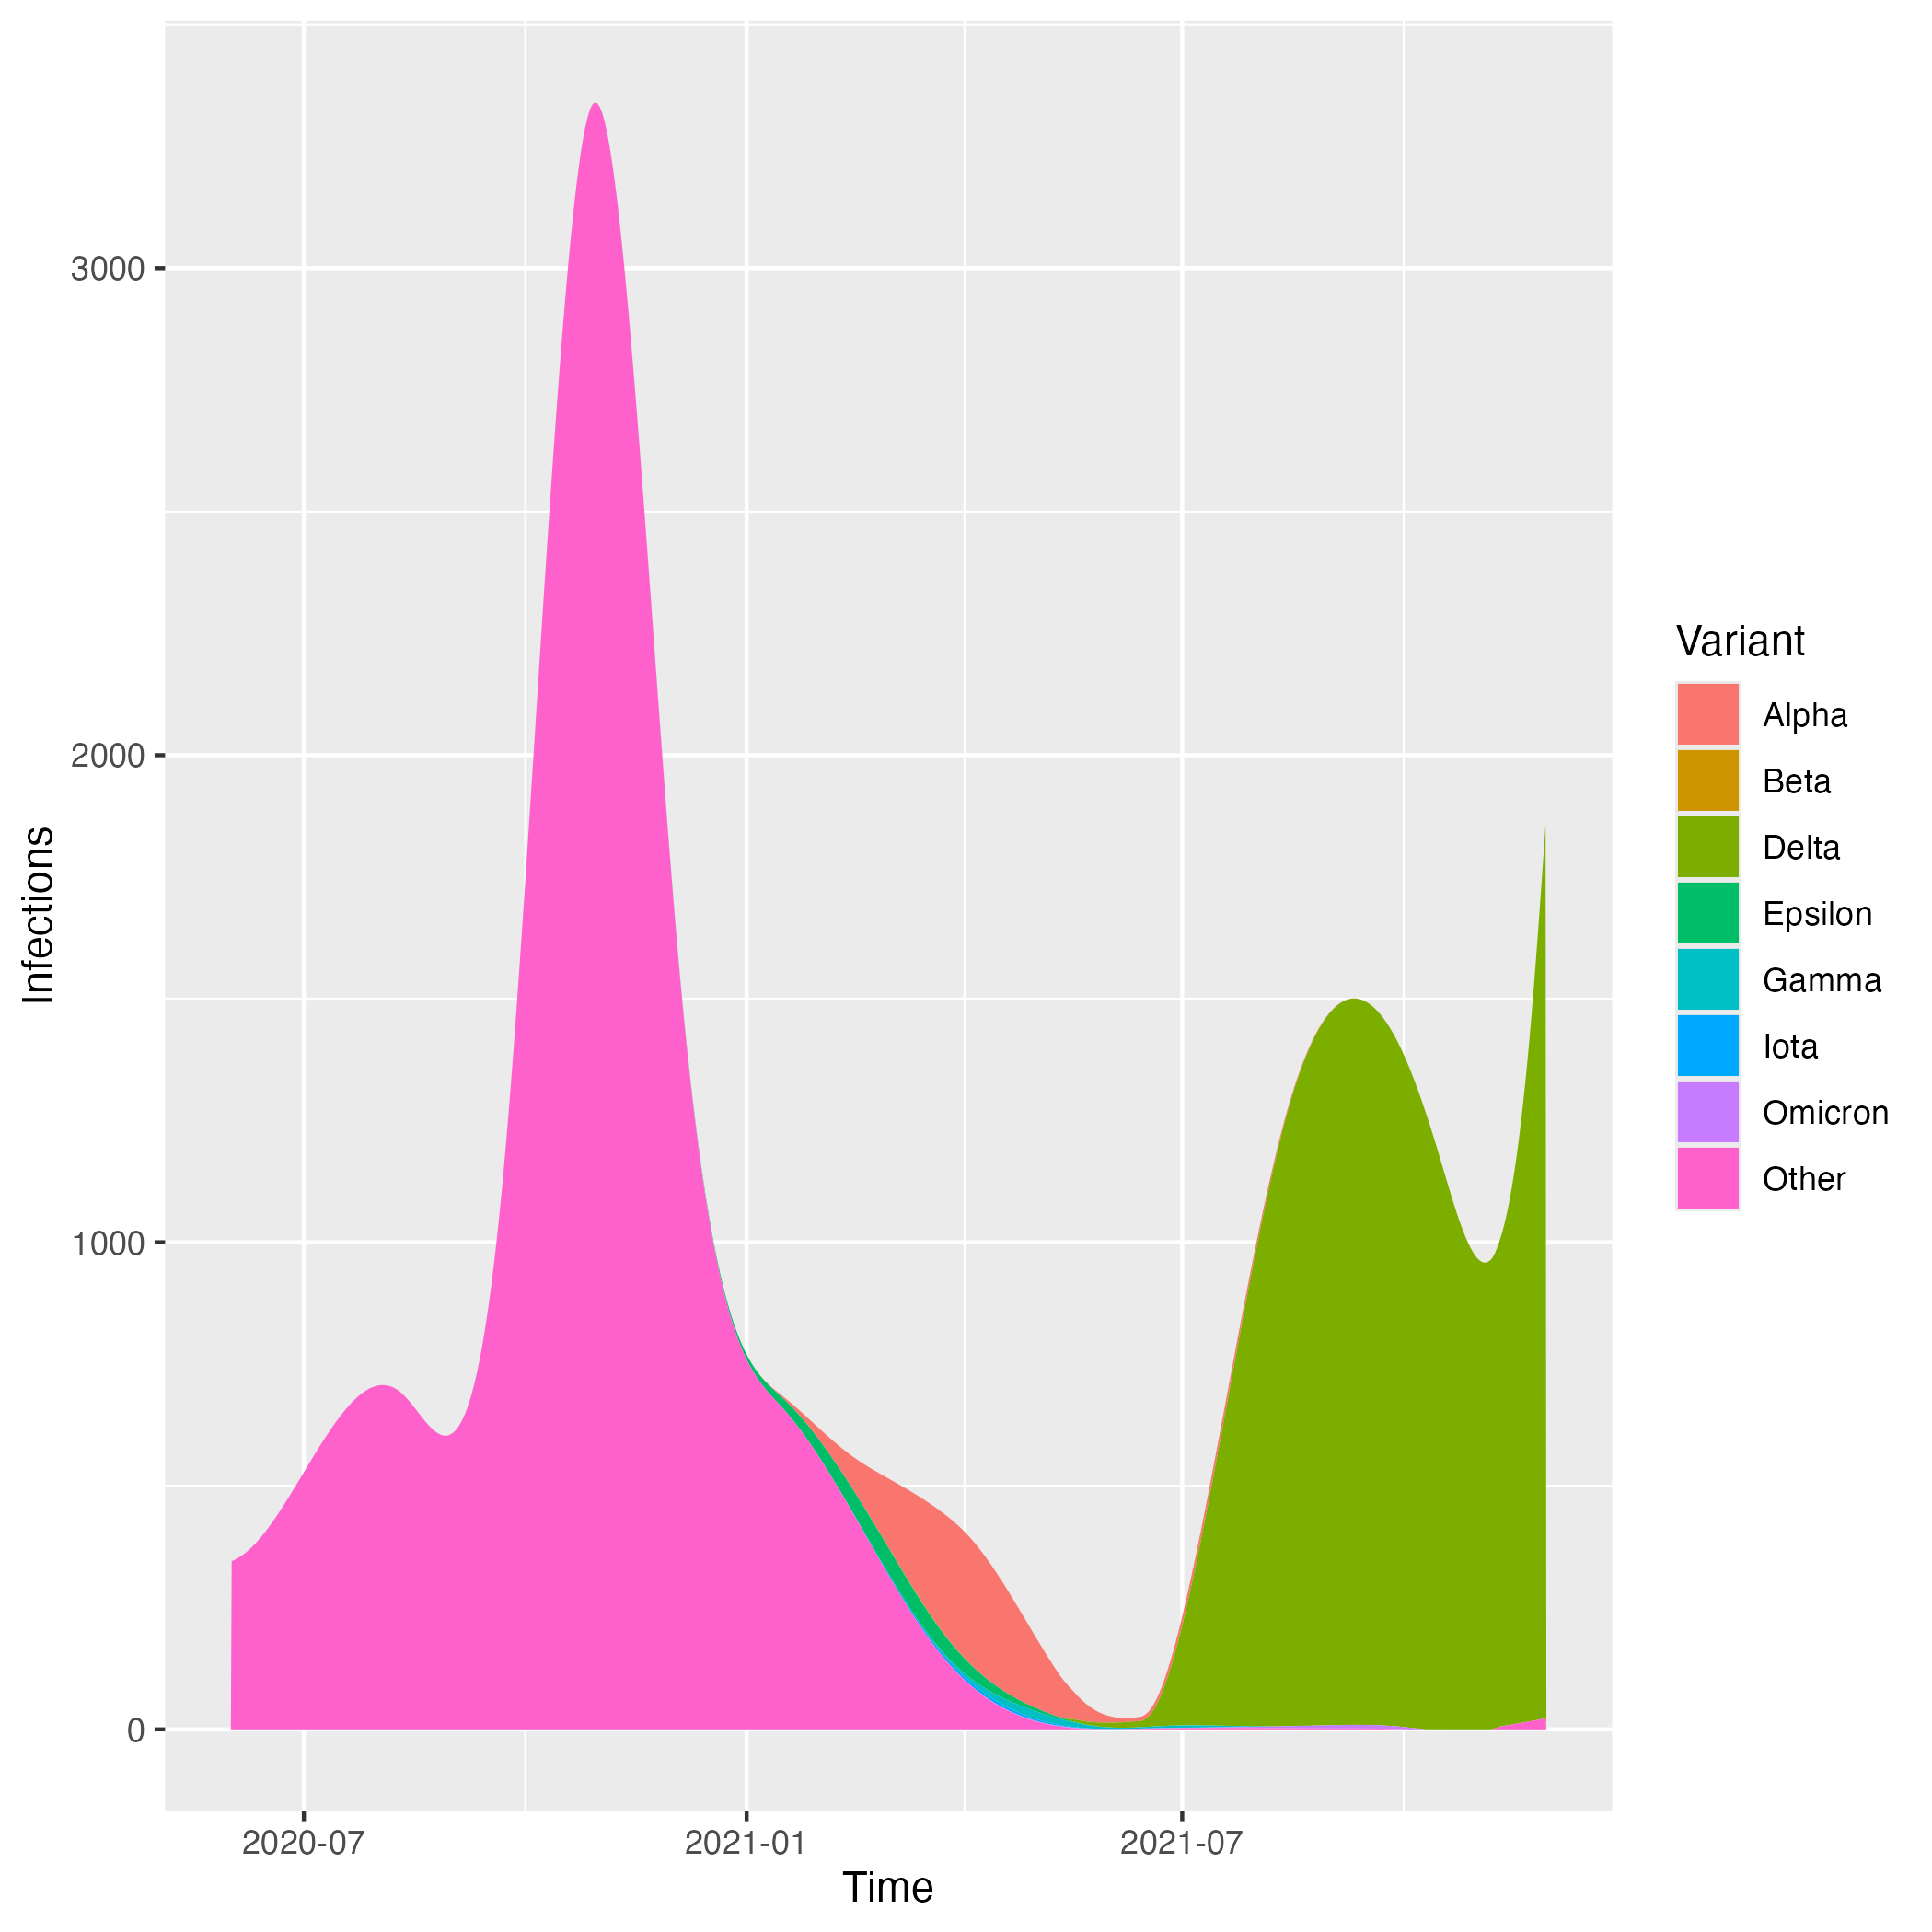 3000
2000
1000
0
Infections
2020-07
2021-01
2021-07
Time
Variant
Alpha
Beta
Delta
Epsilon
Gamma
Iota
Omicron
Other